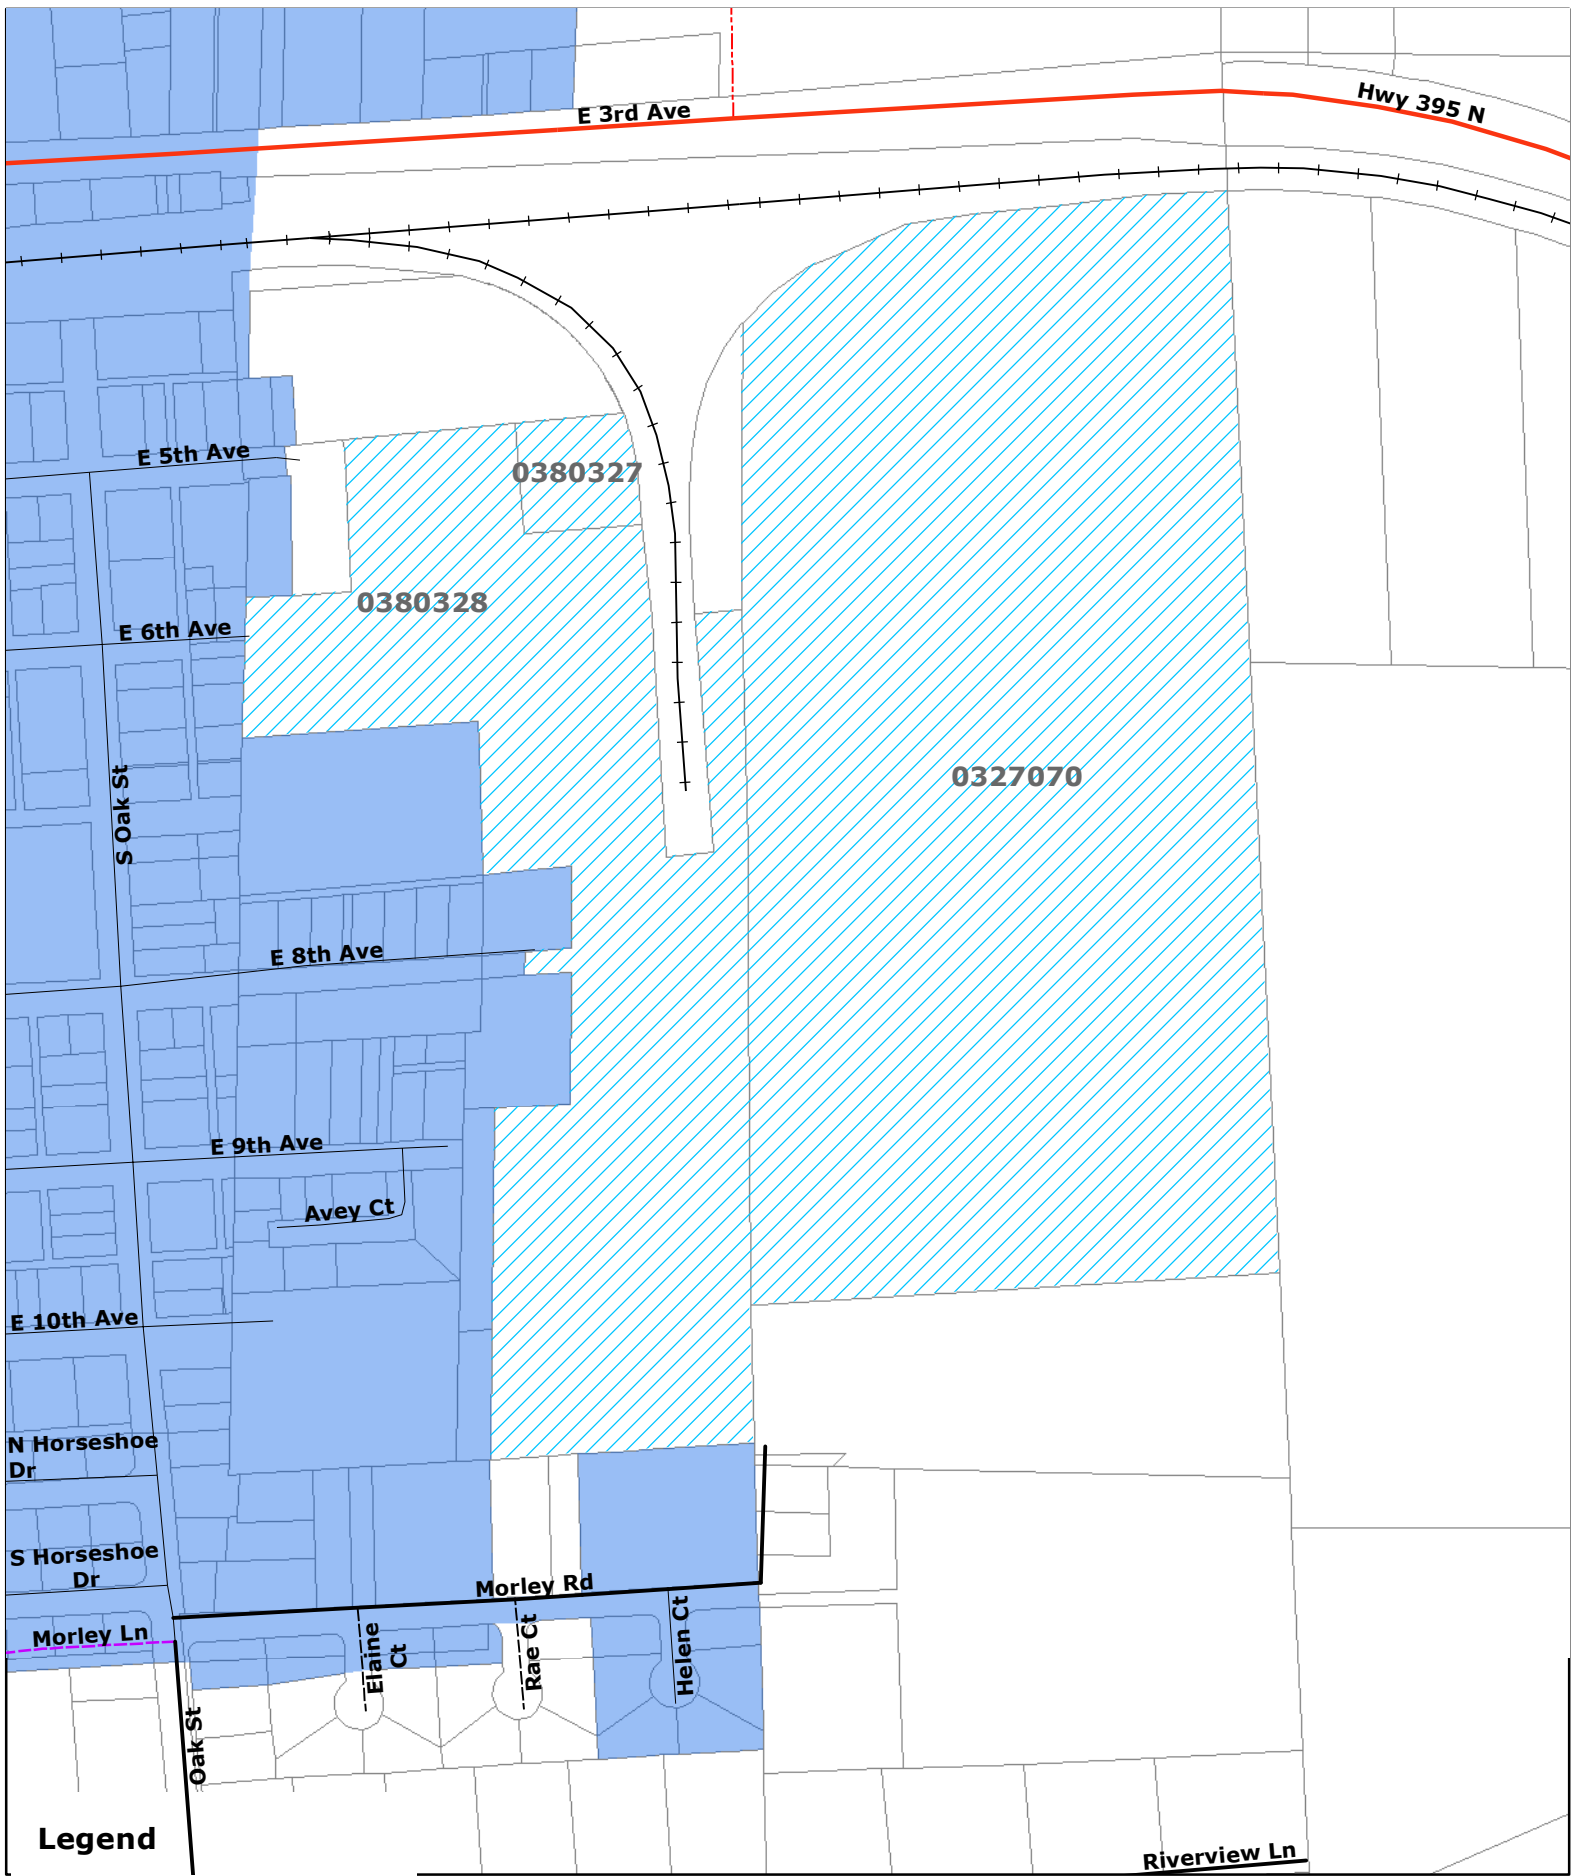 E 3rd Ave
Hwy 395 N
E 5th Ave
0380327
0380328
E 6th Ave
0327070
S Oak St
E 8th Ave
E 9th Ave
Avey Ct
E 10th Ave
N Horseshoe
Dr
S Horseshoe
Dr
Morley Rd
Morley Ln
Elaine
Ct
Rae Ct
Helen Ct
Oak St
Legend
Riverview Ln